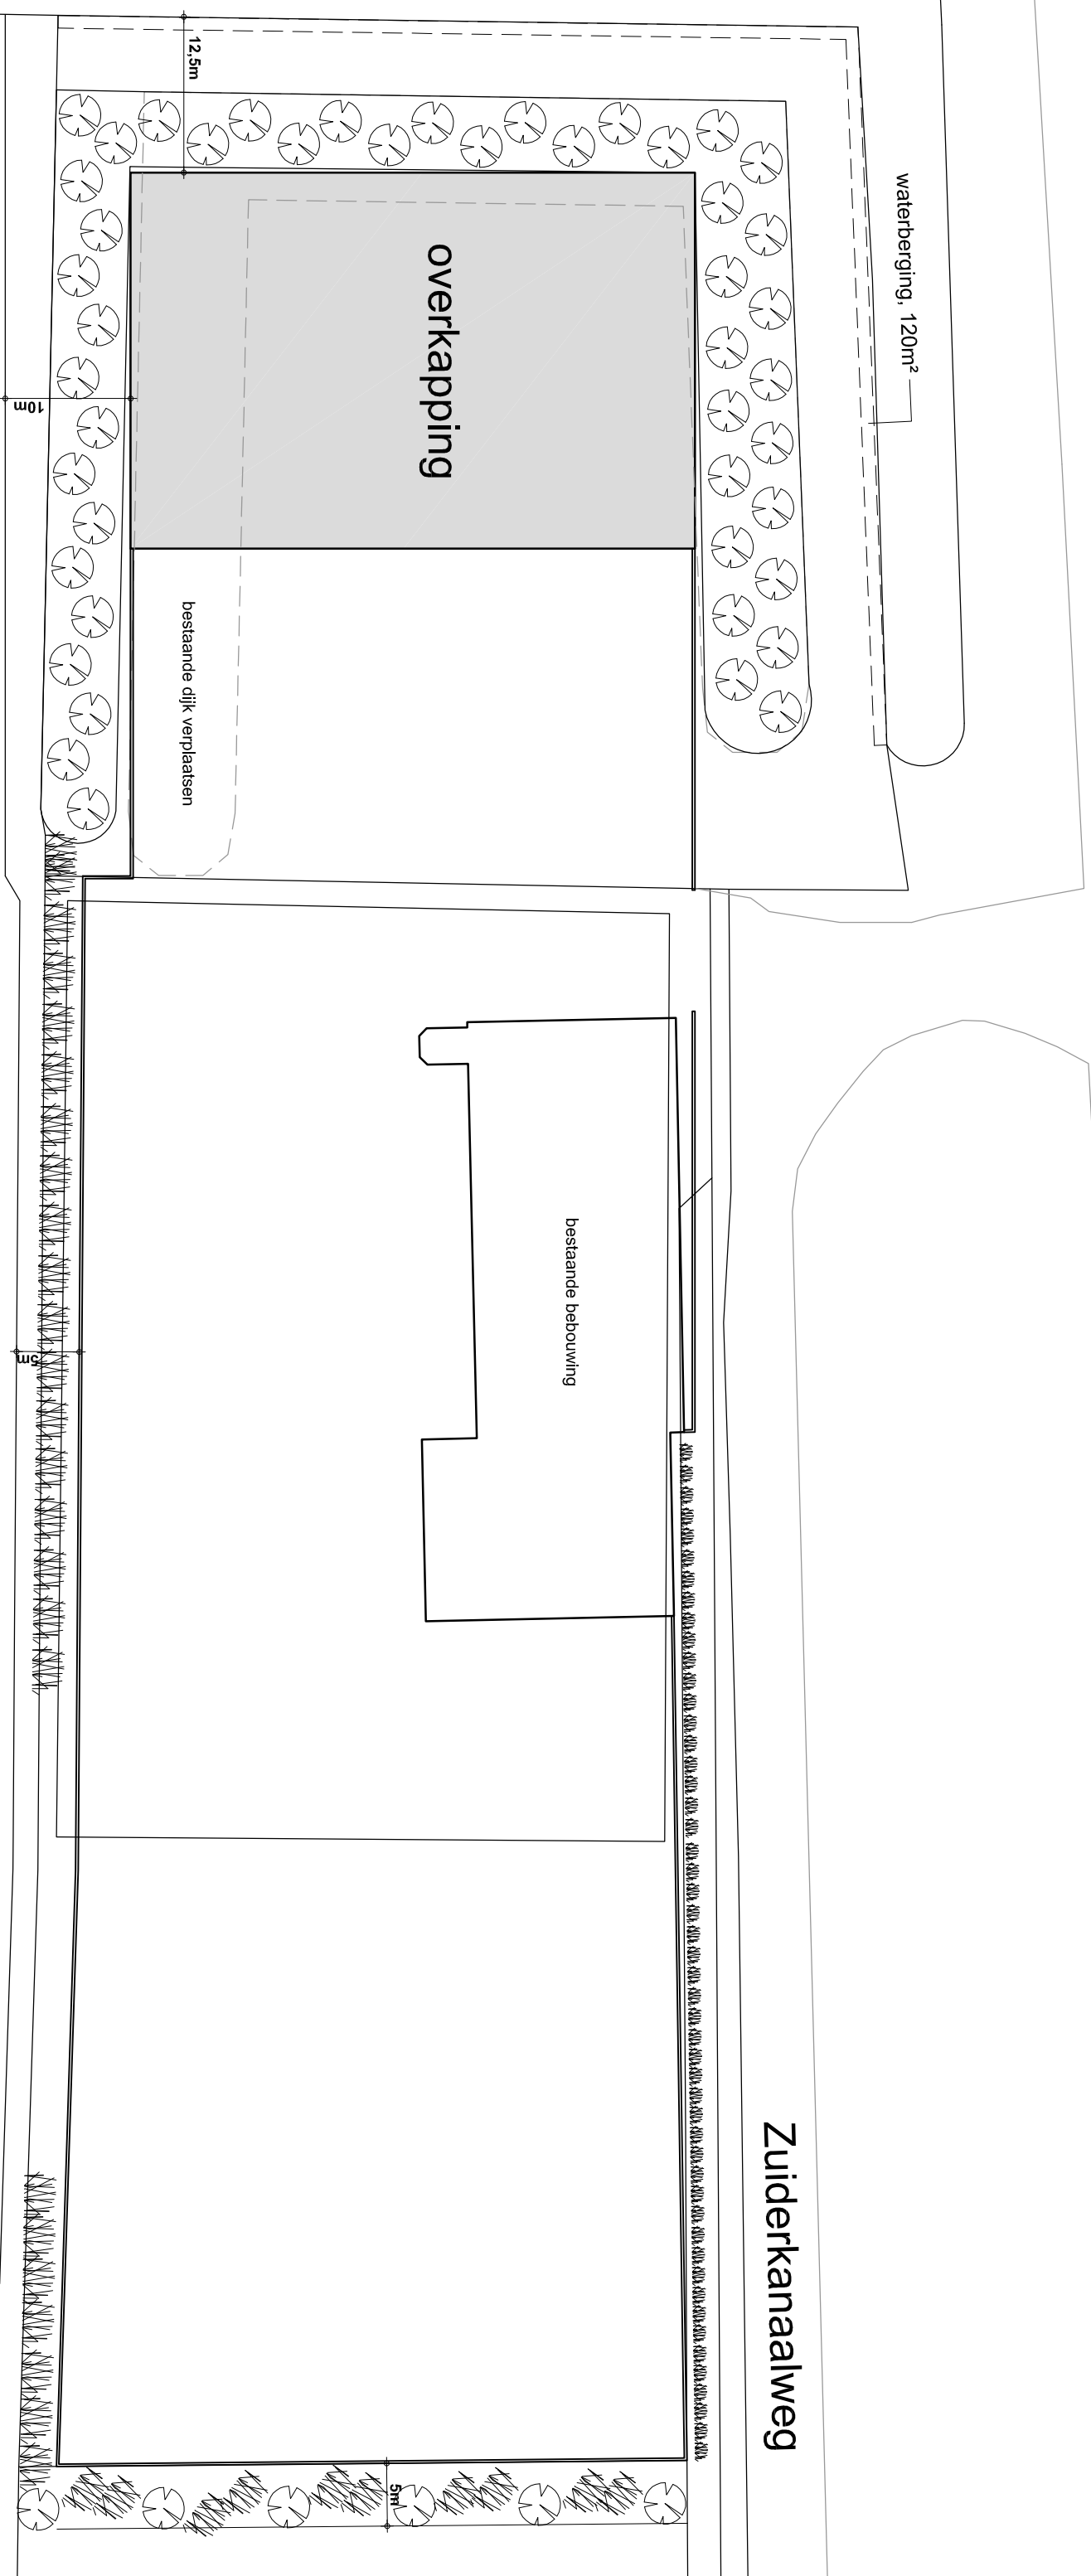 12,5m
waterberging, 120m²
overkapping
10m
bestaande dijk verplaatsen
bestaande bebouwing
5m
Zuiderkanaalweg
5m